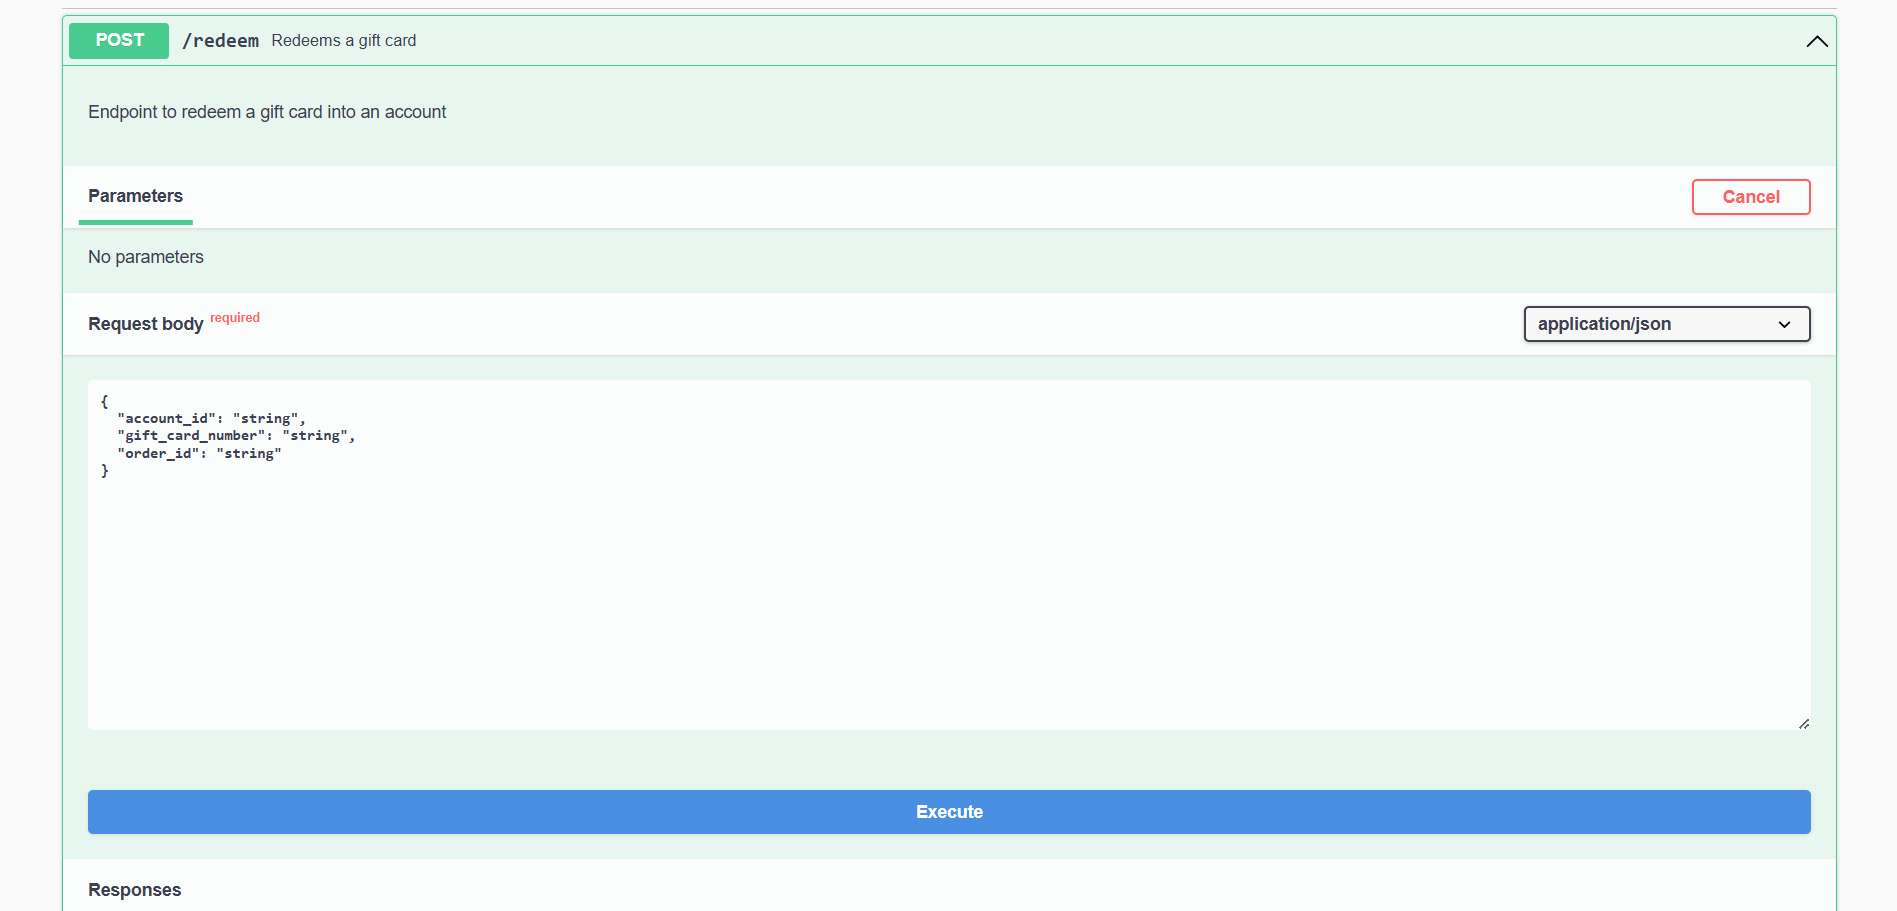 POST /redeem Redeems a gift card
Endpoint to redeem a gift card into an account
Parameters
Cancel
No parameters
Request body required
application/json
{
  "account_id": "string",
  "gift_card_number": "string",
  "order_id": "string"
}
Execute
Responses